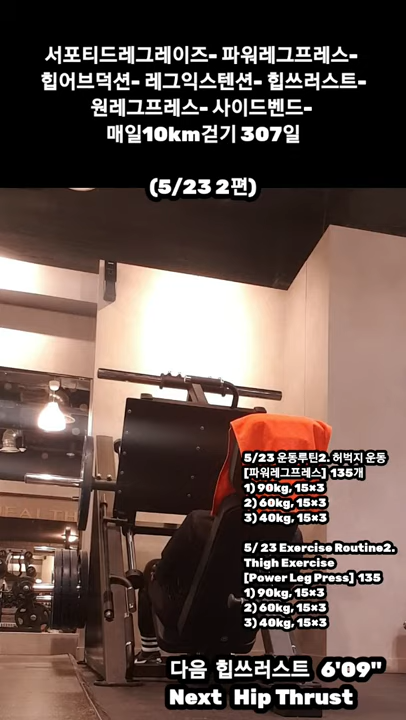 서포티드레그레이즈- 파워레그프레스-
힙어브덕션- 레그익스텐션- 힙쓰러스트-
원레그프레스- 사이드벤드-
매일10km걷기 307일
(5/23 2편)
5/23 운동루틴2. 허벅지 운동
[파워레그프레스] 135개
1) 90kg, 15×3
2) 60kg, 15×3
3) 40kg, 15×3
5/ 23 Exercise Routine2.
Thigh Exercise
[Power Leg Press] 135
1) 90kg, 15×3
2) 60kg, 15×3
3) 40kg, 15×3
HEALTH
다음 힙쓰러스트 6'09"
Next Hip Thrust